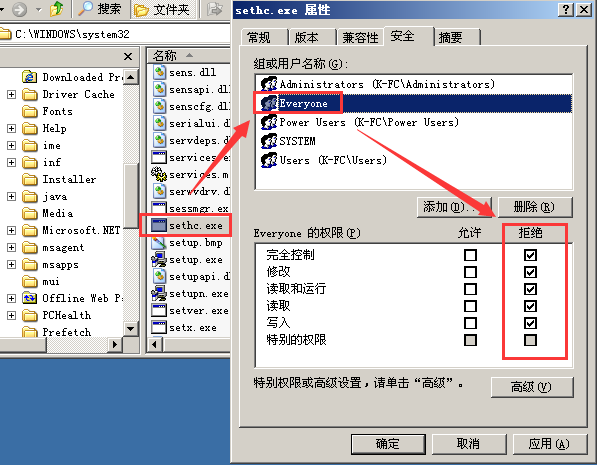 搜索
文件夹
C:\WINDOWS\system32
名称
Downloaded Pr
Driver Cache
Fonts
Help
ime
inf
Installer
java
Media
Microsoft.NET
msagent
msapps
mui
Offline Web P
PCHealth
Prefetch
sens.dll
sensapi.dl
senscfg.dl
serialui.d
servdeps.d
services.e
services.m
serwvdrv.d
sessmgr.ex
sethc.exe
setup.bmp
setup.exe
setupapi.d
setupn.exe
setver.exe
setx.exe
sethc.exe 属性
常规
版本
兼容性
安全
摘要
组或用户名称(G):
Administrators (K-FC\Administrators)
Everyone
Power Users (K-FC\Power Users)
SYSTEM
Users (K-FC\Users)
添加(D)...
删除(R)
Everyone 的权限(P)
允许
拒绝
完全控制
修改
读取和运行
读取
写入
特别的权限
特别权限或高级设置，请单击“高级”。
高级(V)
确定
取消
应用(A)